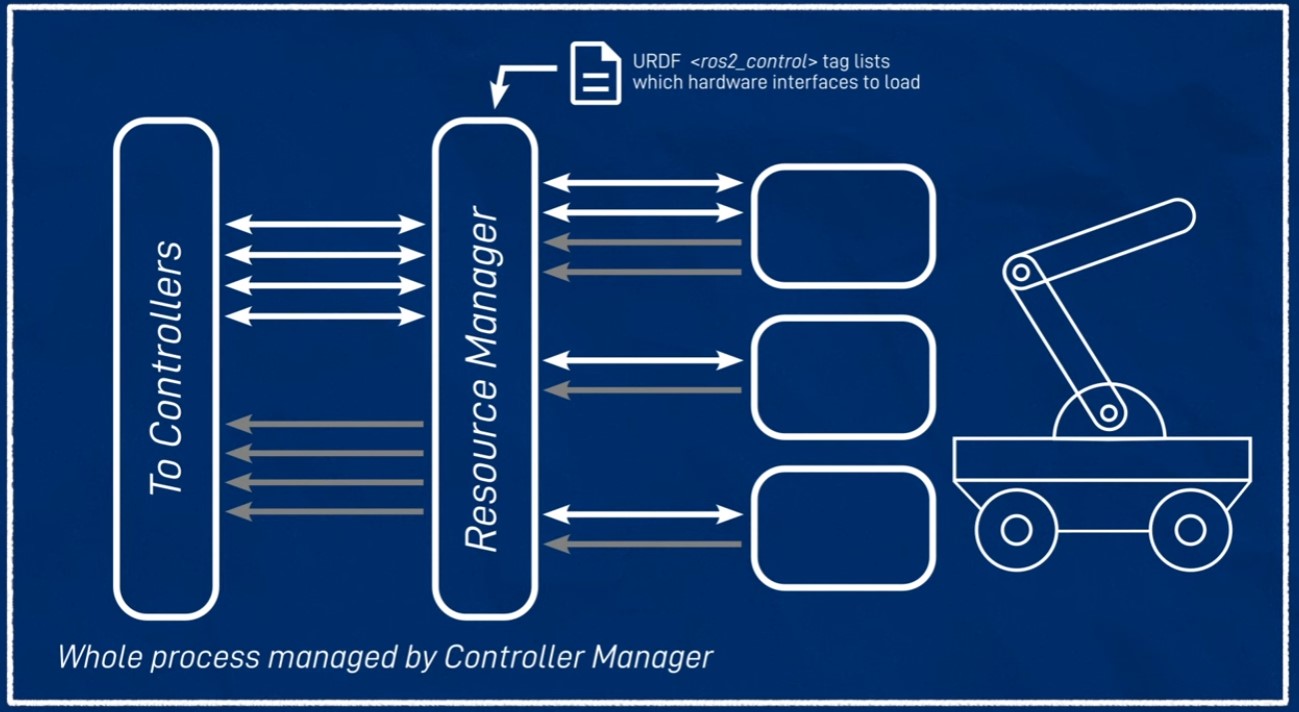 URDF <ros2_control> tag lists
which hardware interfaces to load
To Controllers
Resource Manager
Whole process managed by Controller Manager